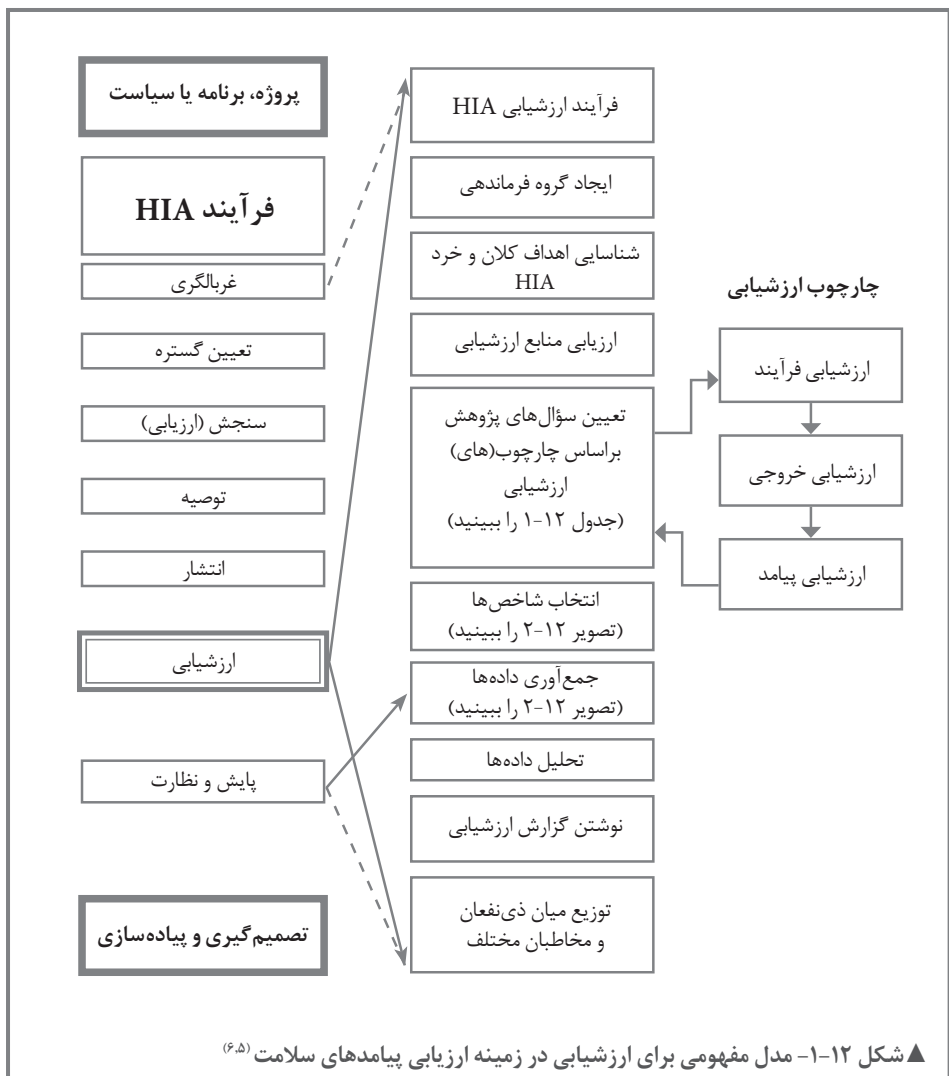 پروژه، برنامه یا سیاست
فرآیند HIA
غربالگری
تعیین گستره
سنجش (ارزیابی)
توصیه
انتشار
ارزشیابی
پایش و نظارت
تصمیم‌گیری و پیاده‌سازی
فرآیند ارزشیابی HIA
ایجاد گروه فرماندهی
شناسایی اهداف کلان و خرد
HIA
ارزیابی منابع ارزشیابی
تعیین سؤال‌های پژوهش
براساس چارچوب(های)
ارزشیابی
(جدول ۱۲-۱ را ببینید)
انتخاب شاخص‌ها
(تصویر ۱۲-۲ را ببینید)
جمع‌آوری داده‌ها
(تصویر ۱۲-۲ را ببینید)
تحلیل داده‌ها
نوشتن گزارش ارزشیابی
توزیع میان ذی‌نفعان
و مخاطبان مختلف
چارچوب ارزشیابی
ارزشیابی فرآیند
ارزشیابی خروجی
ارزشیابی پیامد
▲شکل ۱۲-۱- مدل مفهومی برای ارزشیابی در زمینه ارزیابی پیامدهای سلامت (۶،۵)